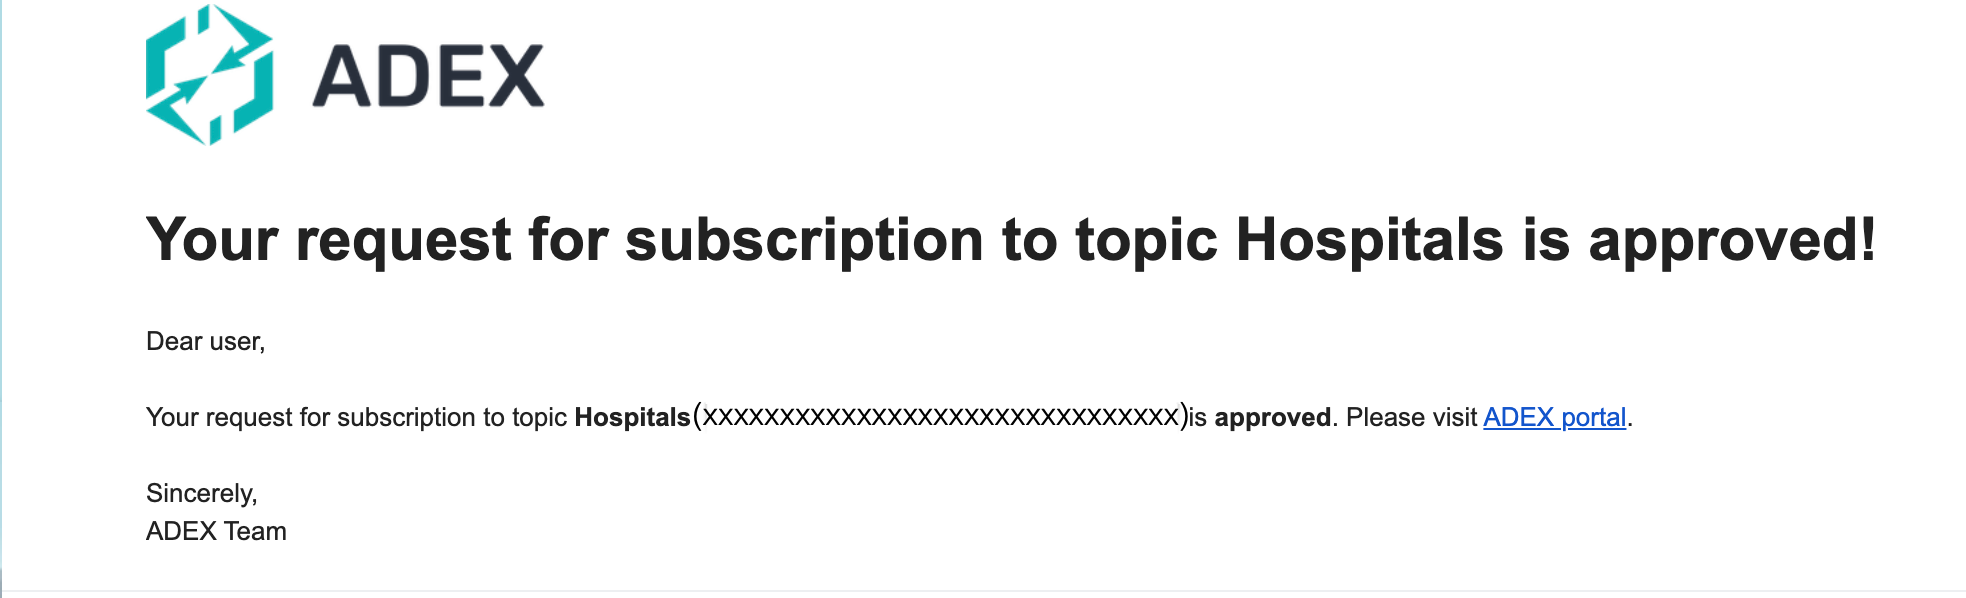 ADEX
Your request for subscription to topic Hospitals is approved!
Dear user,
Your request for subscription to topic Hospitals(xxxxxxxxxxxxxxxxxxxxxxxxxxxxxxx)is approved. Please visit ADEX portal.
Sincerely,
ADEX Team